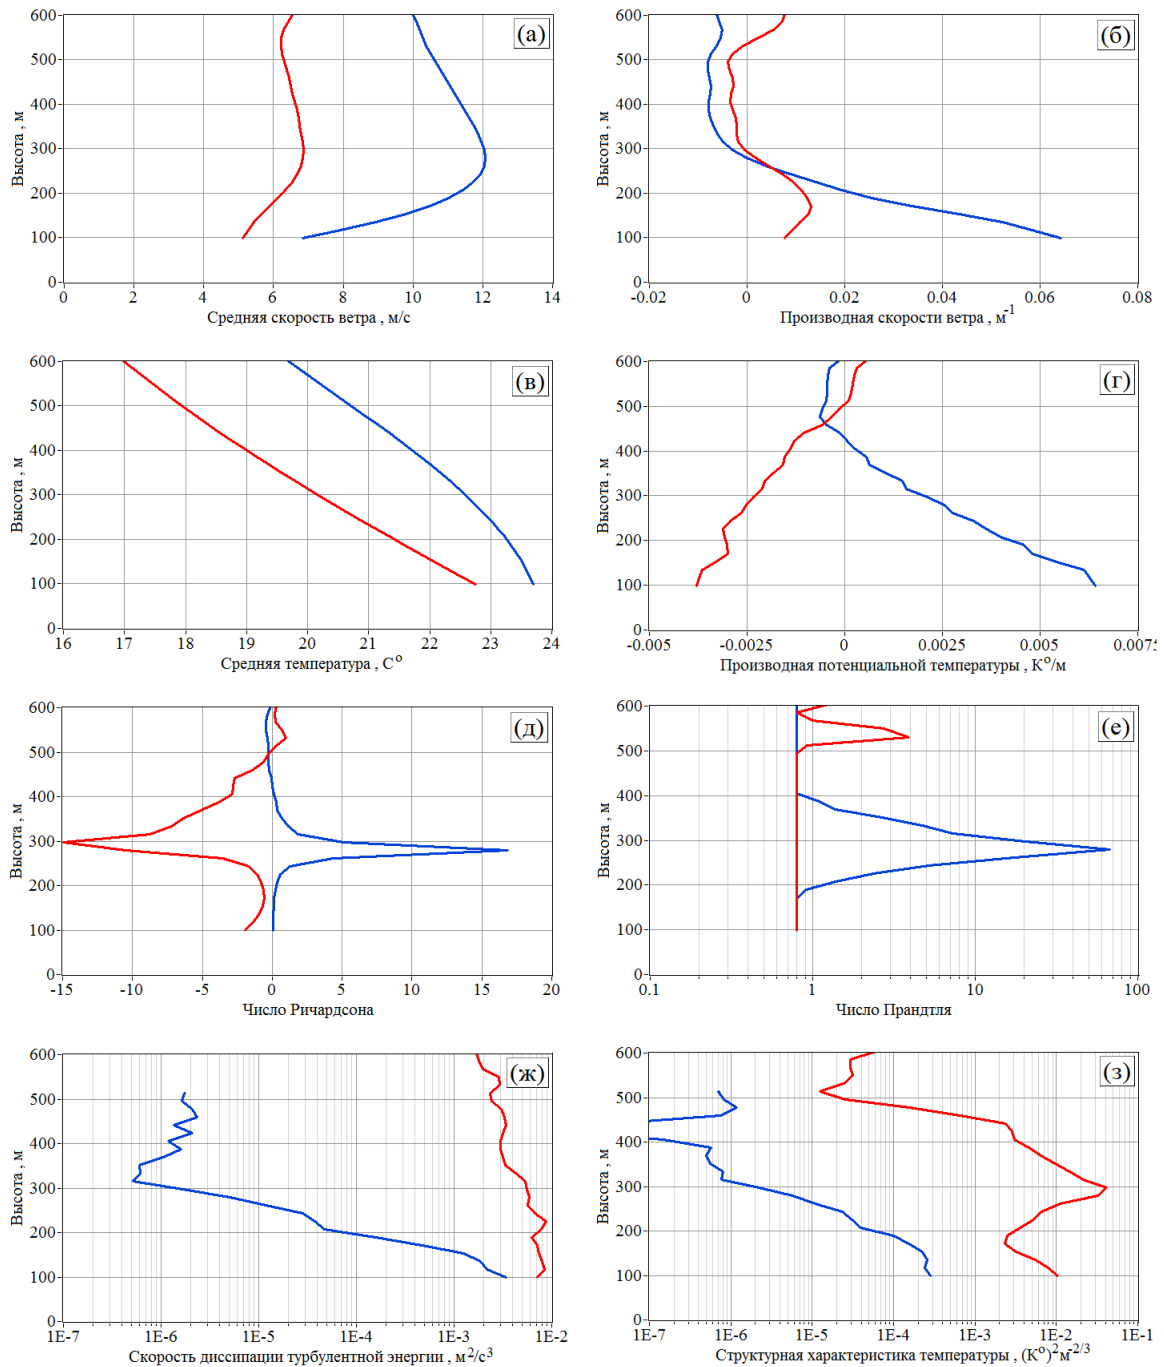 (а)
600
500
400
300
200
100
0
Высота , м
0 2 4 6 8 10 12 14
Средняя скорость ветра , м/с
(б)
600
500
400
300
200
100
0
Высота , м
-0.02 0 0.02 0.04 0.06 0.08
Производная скорости ветра , м-1
(в)
600
500
400
300
200
100
0
Высота , м
16 17 18 19 20 21 22 23 24
Средняя температура , Со
(г)
600
500
400
300
200
100
0
Высота , м
-0.005 -0.0025 0 0.0025 0.005 0.0075
Производная потенциальной температуры , Ко/м
(д)
600
500
400
300
200
100
0
Высота , м
-15 -10 -5 0 5 10 15 20
Число Ричардсона
(е)
600
500
400
300
200
100
0
Высота , м
0.1 1 10 100
Число Прандтля
(ж)
600
500
400
300
200
100
0
Высота , м
1E-7 1E-6 1E-5 1E-4 1E-3 1E-2
Скорость диссипации турбулентной энергии , м2/с3
(з)
600
500
400
300
200
100
0
Высота , м
1E-7 1E-6 1E-5 1E-4 1E-3 1E-2 1E-1
Структурная характеристика температуры , (Ко)2м-2/3